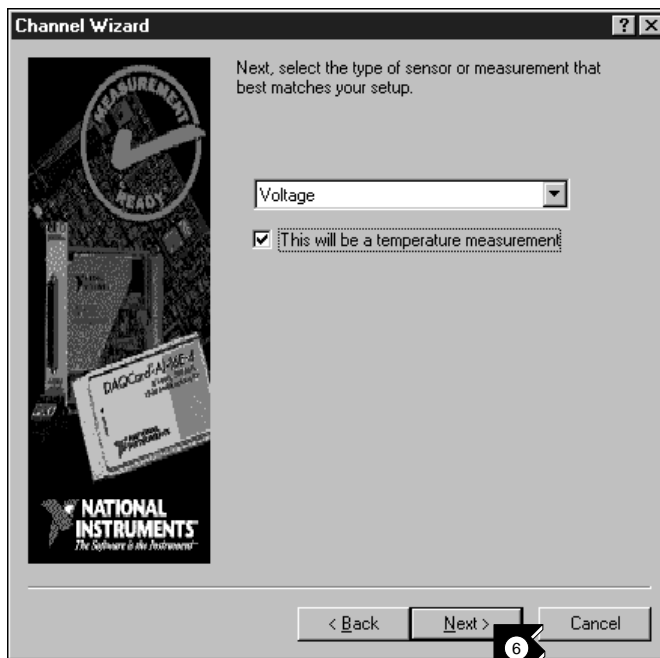 Channel Wizard
Next, select the type of sensor or measurement that
best matches your setup.
MEASUREMENT
READY
Voltage
This will be a temperature measurement
DAQCard-AI-16E-4
NATIONAL
INSTRUMENTS
NATIONAL
INSTRUMENTS™
The Software is the Instrument
< Back
Next >
Cancel
6